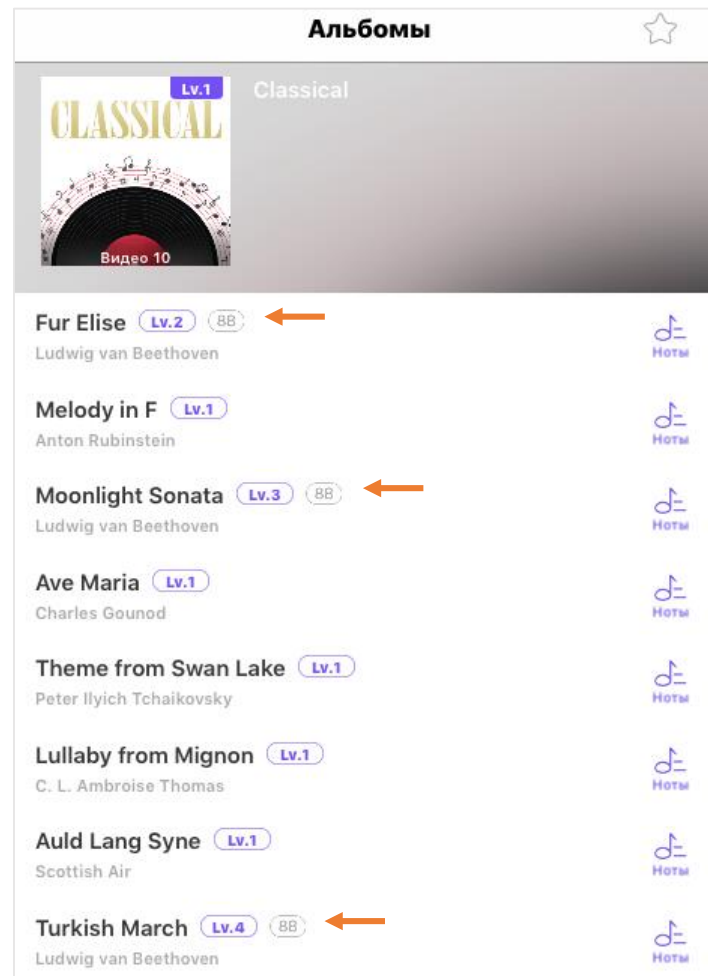 Альбомы
Lv.1
Classical
CLASSICAL
Видео 10
Fur Elise Lv.2 88
Ludwig van Beethoven
Ноты
Melody in F Lv.1
Anton Rubinstein
Ноты
Moonlight Sonata Lv.3 88
Ludwig van Beethoven
Ноты
Ave Maria Lv.1
Charles Gounod
Ноты
Theme from Swan Lake Lv.1
Peter Ilyich Tchaikovsky
Ноты
Lullaby from Mignon Lv.1
C. L. Ambroise Thomas
Ноты
Auld Lang Syne Lv.1
Scottish Air
Ноты
Turkish March Lv.4 88
Ludwig van Beethoven
Ноты